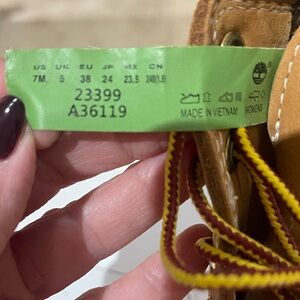 US UK EU JP MX CN
7M 5 38 24 23,5 240(1.5)
23399
A36119
MADE IN VIETNAM WOMENS